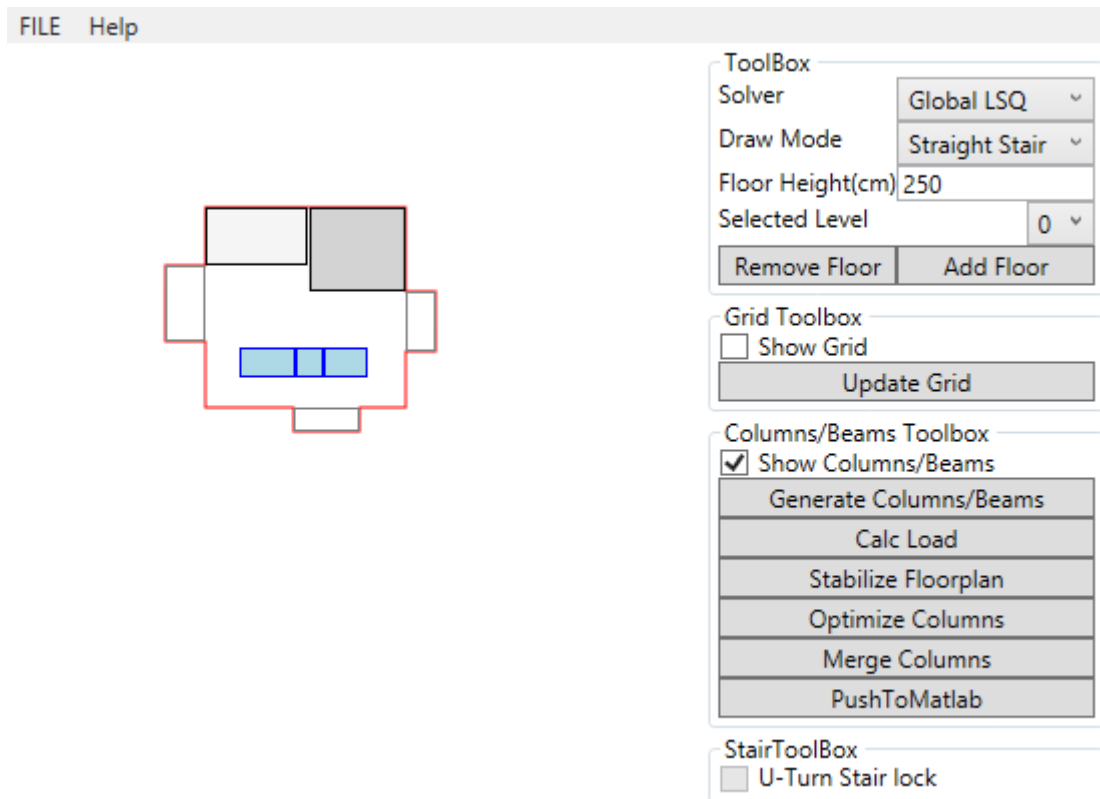 FILE Help
ToolBox
Solver Global LSQ
Draw Mode Straight Stair
Floor Height(cm) 250
Selected Level 0
Remove Floor Add Floor
Grid Toolbox
Show Grid
Update Grid
Columns/Beams Toolbox
Show Columns/Beams
Generate Columns/Beams
Calc Load
Stabilize Floorplan
Optimize Columns
Merge Columns
PushToMatlab
StairToolBox
U-Turn Stair lock